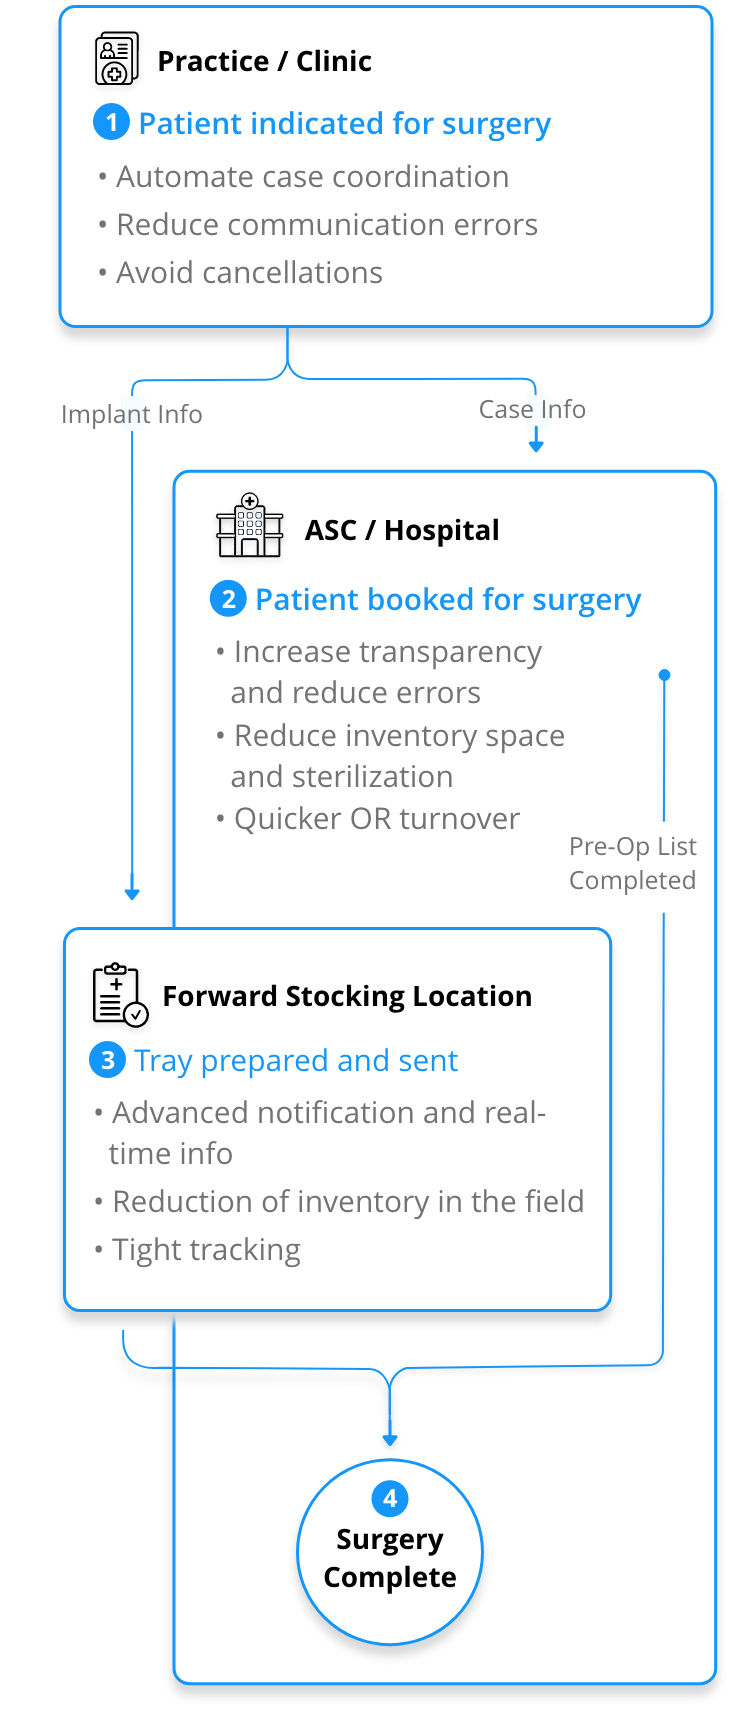 Practice / Clinic
1 Patient indicated for surgery
• Automate case coordination
• Reduce communication errors
• Avoid cancellations
Implant Info
Case Info
ASC / Hospital
2 Patient booked for surgery
• Increase transparency
and reduce errors
• Reduce inventory space
and sterilization
• Quicker OR turnover
Pre-Op List
Completed
Forward Stocking Location
3 Tray prepared and sent
• Advanced notification and real-
time info
• Reduction of inventory in the field
• Tight tracking
4
Surgery
Complete